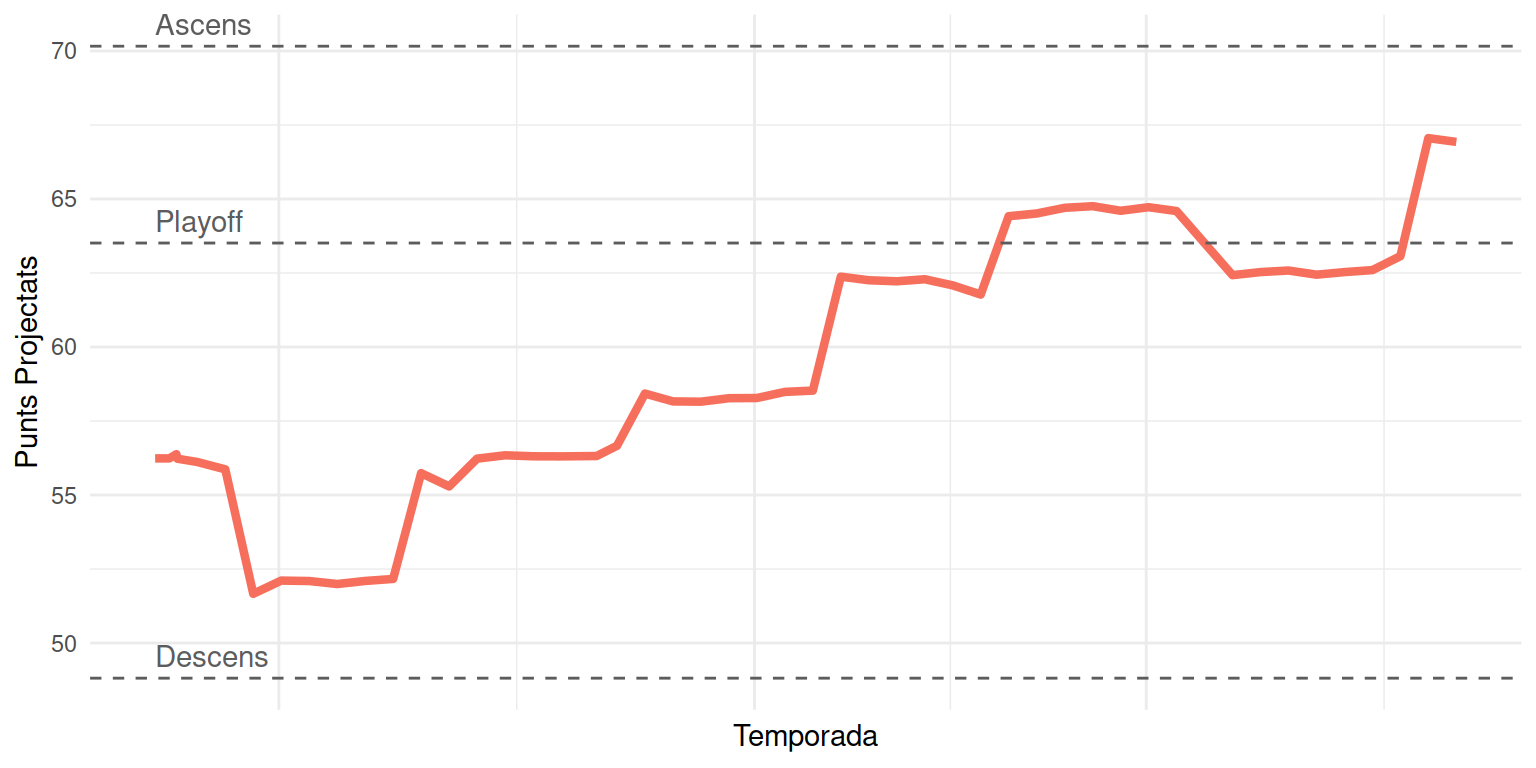 Ascens
70
65
Playoff
Punts Projectats
60
55
50
Descens
Temporada